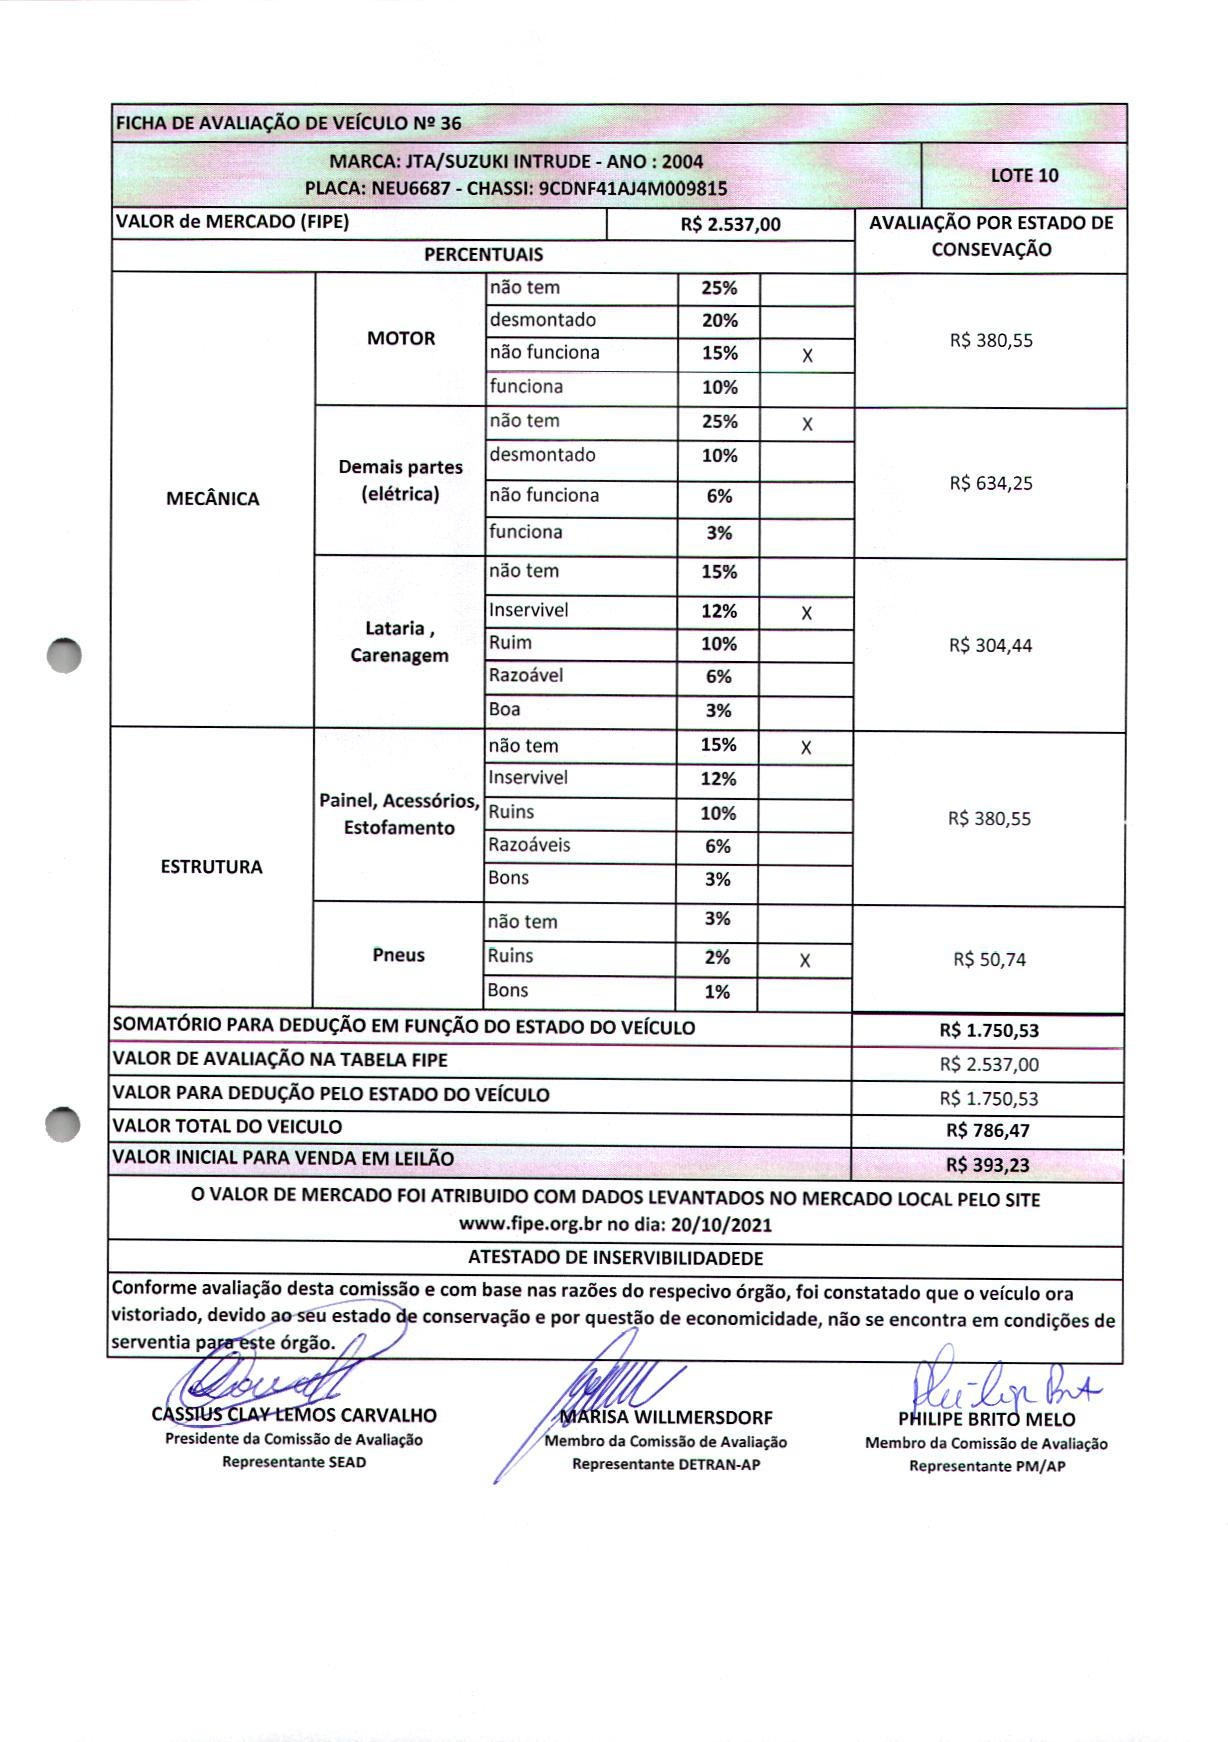 FICHA DE AVALIAÇÃO DE VEÍCULO Nº 36
MARCA: JTA/SUZUKI INTRUDE - ANO : 2004
PLACA: NEU6687 - CHASSI: 9CDNF41AJ4M009815
LOTE 10
VALOR de MERCADO (FIPE) R$ 2.537,00
AVALIAÇÃO POR ESTADO DE
CONSEVAÇÃO
PERCENTUAIS
MECÂNICA
MOTOR
não tem 25%
desmontado 20%
não funciona 15% X
funciona 10%
R$ 380,55
Demais partes
(elétrica)
não tem 25% X
desmontado 10%
não funciona 6%
funciona 3%
R$ 634,25
Lataria ,
Carenagem
não tem 15%
Inservivel 12% X
Ruim 10%
Razoável 6%
Boa 3%
R$ 304,44
ESTRUTURA
Painel, Acessórios,
Estofamento
não tem 15% X
Inservivel 12%
Ruins 10%
Razoáveis 6%
Bons 3%
R$ 380,55
Pneus
não tem 3%
Ruins 2% X
Bons 1%
R$ 50,74
SOMATÓRIO PARA DEDUÇÃO EM FUNÇÃO DO ESTADO DO VEÍCULO R$ 1.750,53
VALOR DE AVALIAÇÃO NA TABELA FIPE R$ 2.537,00
VALOR PARA DEDUÇÃO PELO ESTADO DO VEÍCULO R$ 1.750,53
VALOR TOTAL DO VEICULO R$ 786,47
VALOR INICIAL PARA VENDA EM LEILÃO R$ 393,23
O VALOR DE MERCADO FOI ATRIBUIDO COM DADOS LEVANTADOS NO MERCADO LOCAL PELO SITE
www.fipe.org.br no dia: 20/10/2021
ATESTADO DE INSERVIBILIDADEDE
Conforme avaliação desta comissão e com base nas razões do respecivo órgão, foi constatado que o veículo ora
vistoriado, devido ao seu estado de conservação e por questão de economicidade, não se encontra em condições de
serventia para este órgão.
CASSIUS CLAY LEMOS CARVALHO
Presidente da Comissão de Avaliação
Representante SEAD
MARISA WILLMERSDORF
Membro da Comissão de Avaliação
Representante DETRAN-AP
PHILIPE BRITO MELO
Membro da Comissão de Avaliação
Representante PM/AP